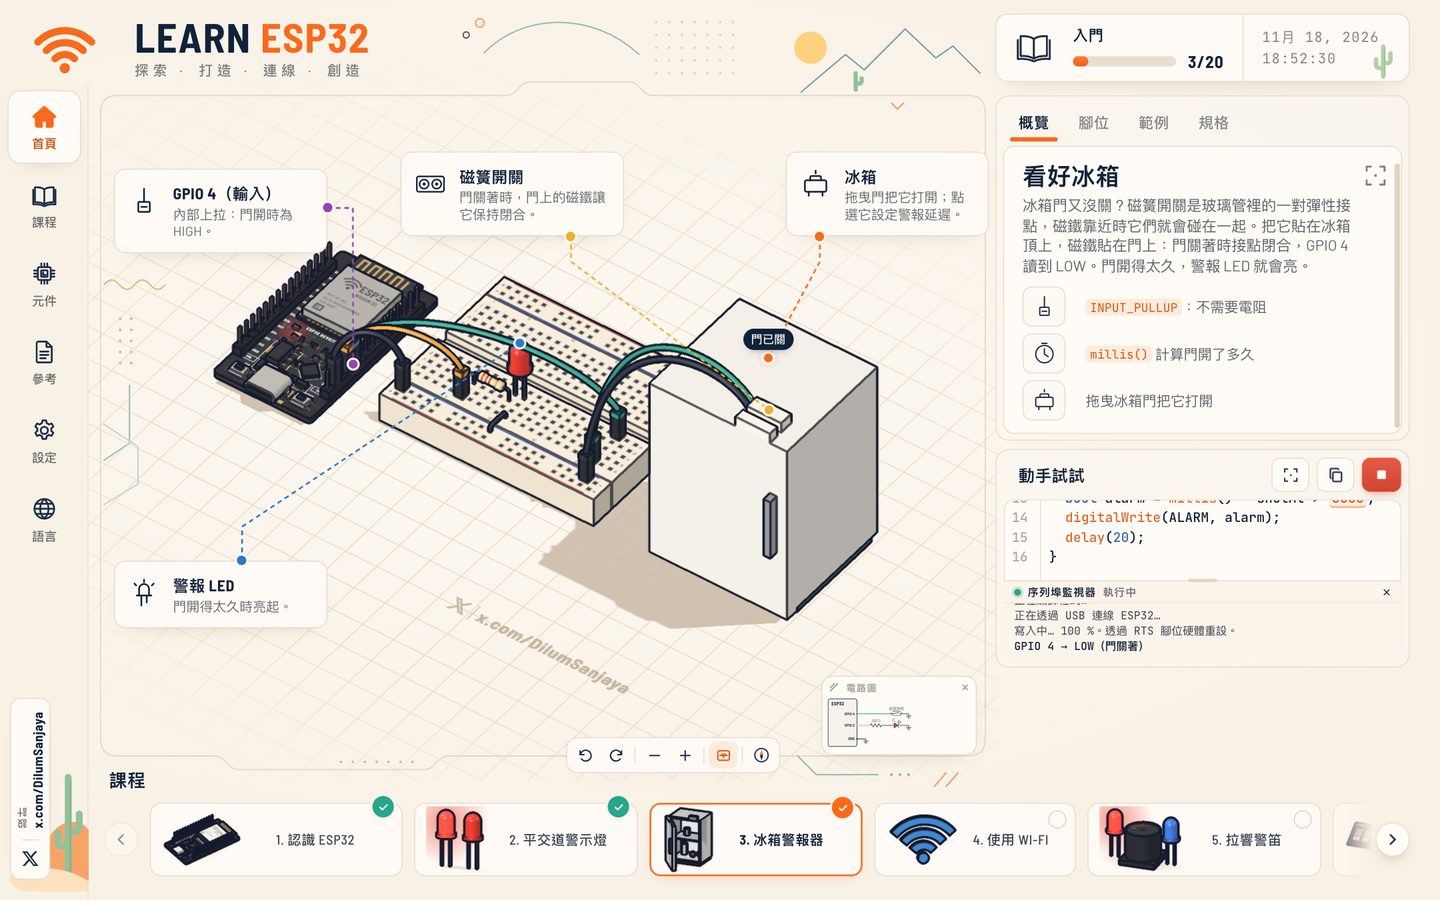 LEARN ESP32
探索 · 打造 · 連線 · 創造
入門
3/20
11月 18, 2026
18:52:30
首頁
課程
元件
參考
設定
語言
設計
x.com/DilumSanjaya
GPIO 4（輸入）
內部上拉：門開時為
HIGH。
磁簧開關
門關著時，門上的磁鐵讓
它保持閉合。
冰箱
拖曳門把它打開；點
選它設定警報延遲。
門已關
ESP32
警報 LED
門開得太久時亮起。
x.com/DilumSanjaya
電路圖
ESP32
GPIO 4
GPIO 2
GND
概覽
腳位
範例
規格
看好冰箱
冰箱門又沒關？磁簧開關是玻璃管裡的一對彈性接
點，磁鐵靠近時它們就會碰在一起。把它貼在冰箱
頂上，磁鐵貼在門上：門關著時接點閉合，GPIO 4
讀到 LOW。門開得太久，警報 LED 就會亮。
INPUT_PULLUP：不需要電阻
millis() 計算門開了多久
拖曳冰箱門把它打開
動手試試
14 digitalWrite(ALARM, alarm);
15 delay(20);
16 }
序列埠監視器 執行中
正在透過 USB 連線 ESP32…
寫入中… 100 %。透過 RTS 腳位硬體重設。
GPIO 4 → LOW (門關著)
課程
1. 認識 ESP32
2. 平交道警示燈
3. 冰箱警報器
4. 使用 WI-FI
5. 拉響警笛